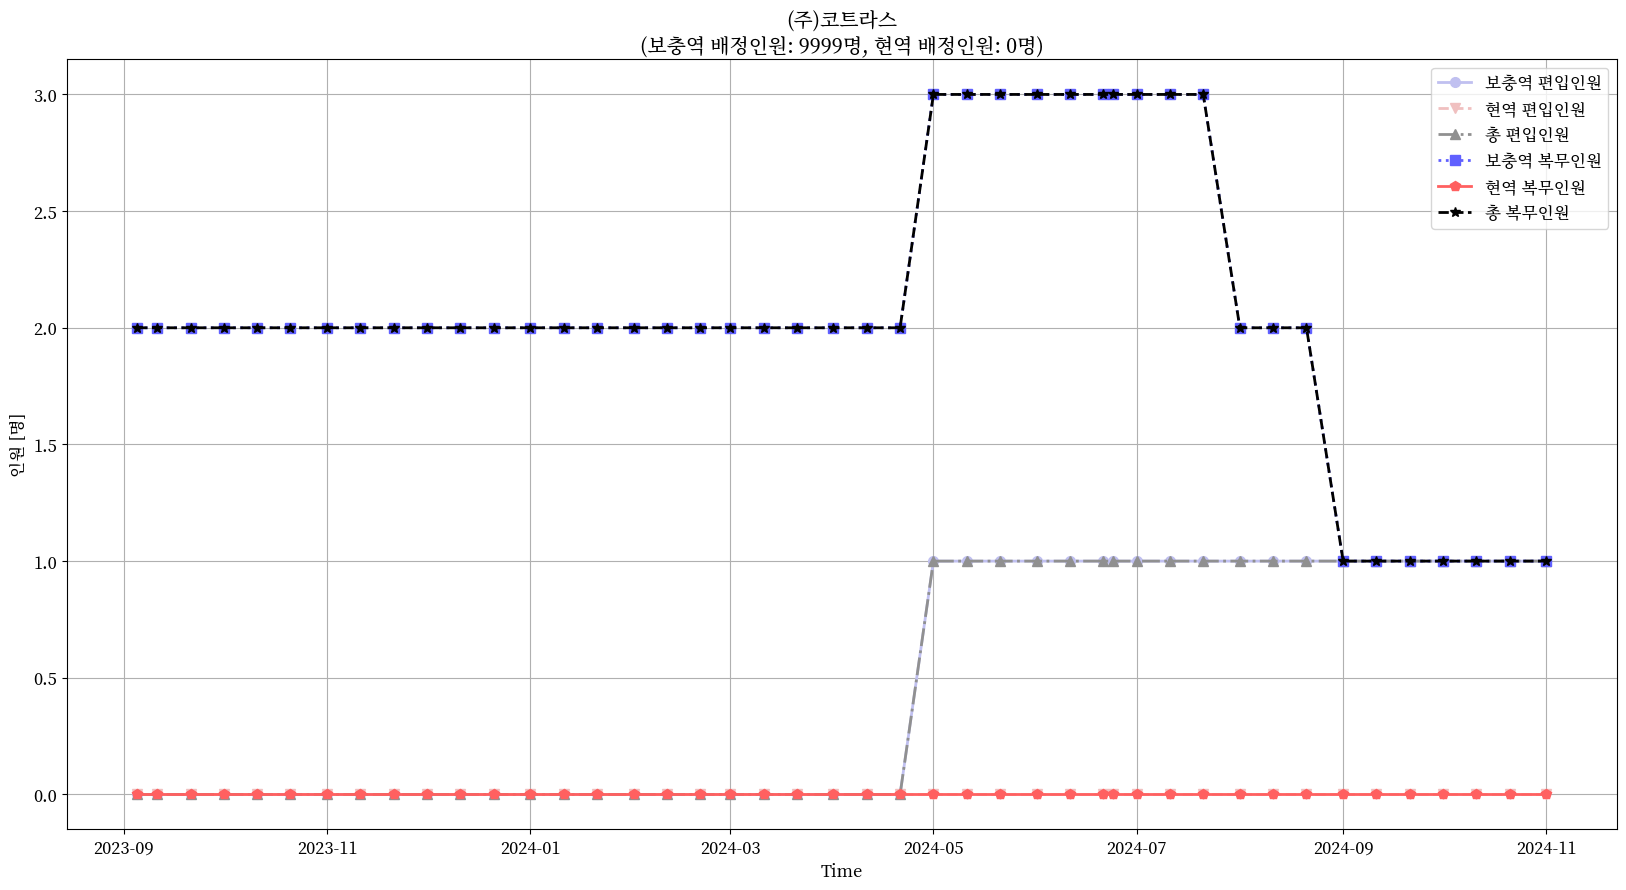 (주)코트라스
(보충역 배정인원: 9999명, 현역 배정인원: 0명)
보충역 편입인원
현역 편입인원
총 편입인원
보충역 복무인원
현역 복무인원
총 복무인원
인원 [명]
3.0
2.5
2.0
1.5
1.0
0.5
0.0
2023-09
2023-11
2024-01
2024-03
2024-05
2024-07
2024-09
2024-11
Time